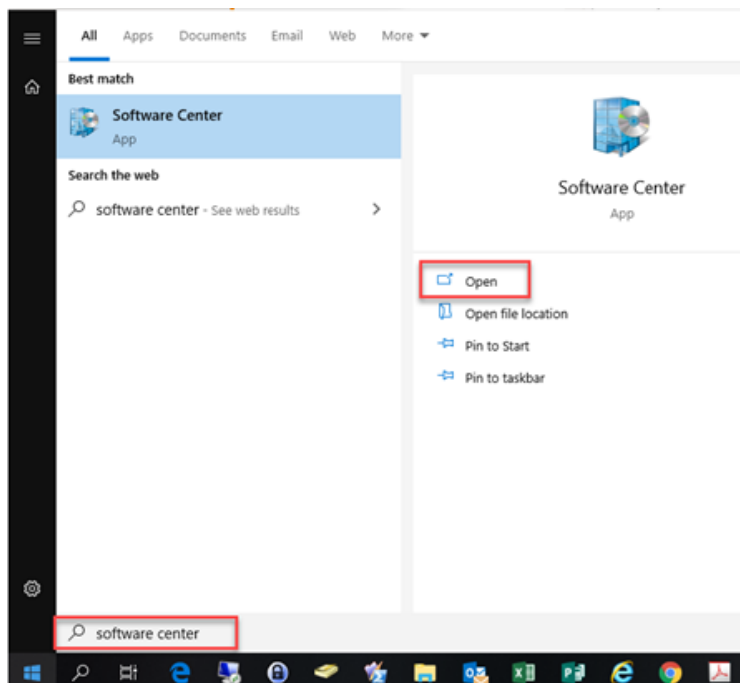 All Apps Documents Email Web More
Best match
Software Center
App
Search the web
software center - See web results
Software Center
App
Open
Open file location
Pin to Start
Pin to taskbar
software center